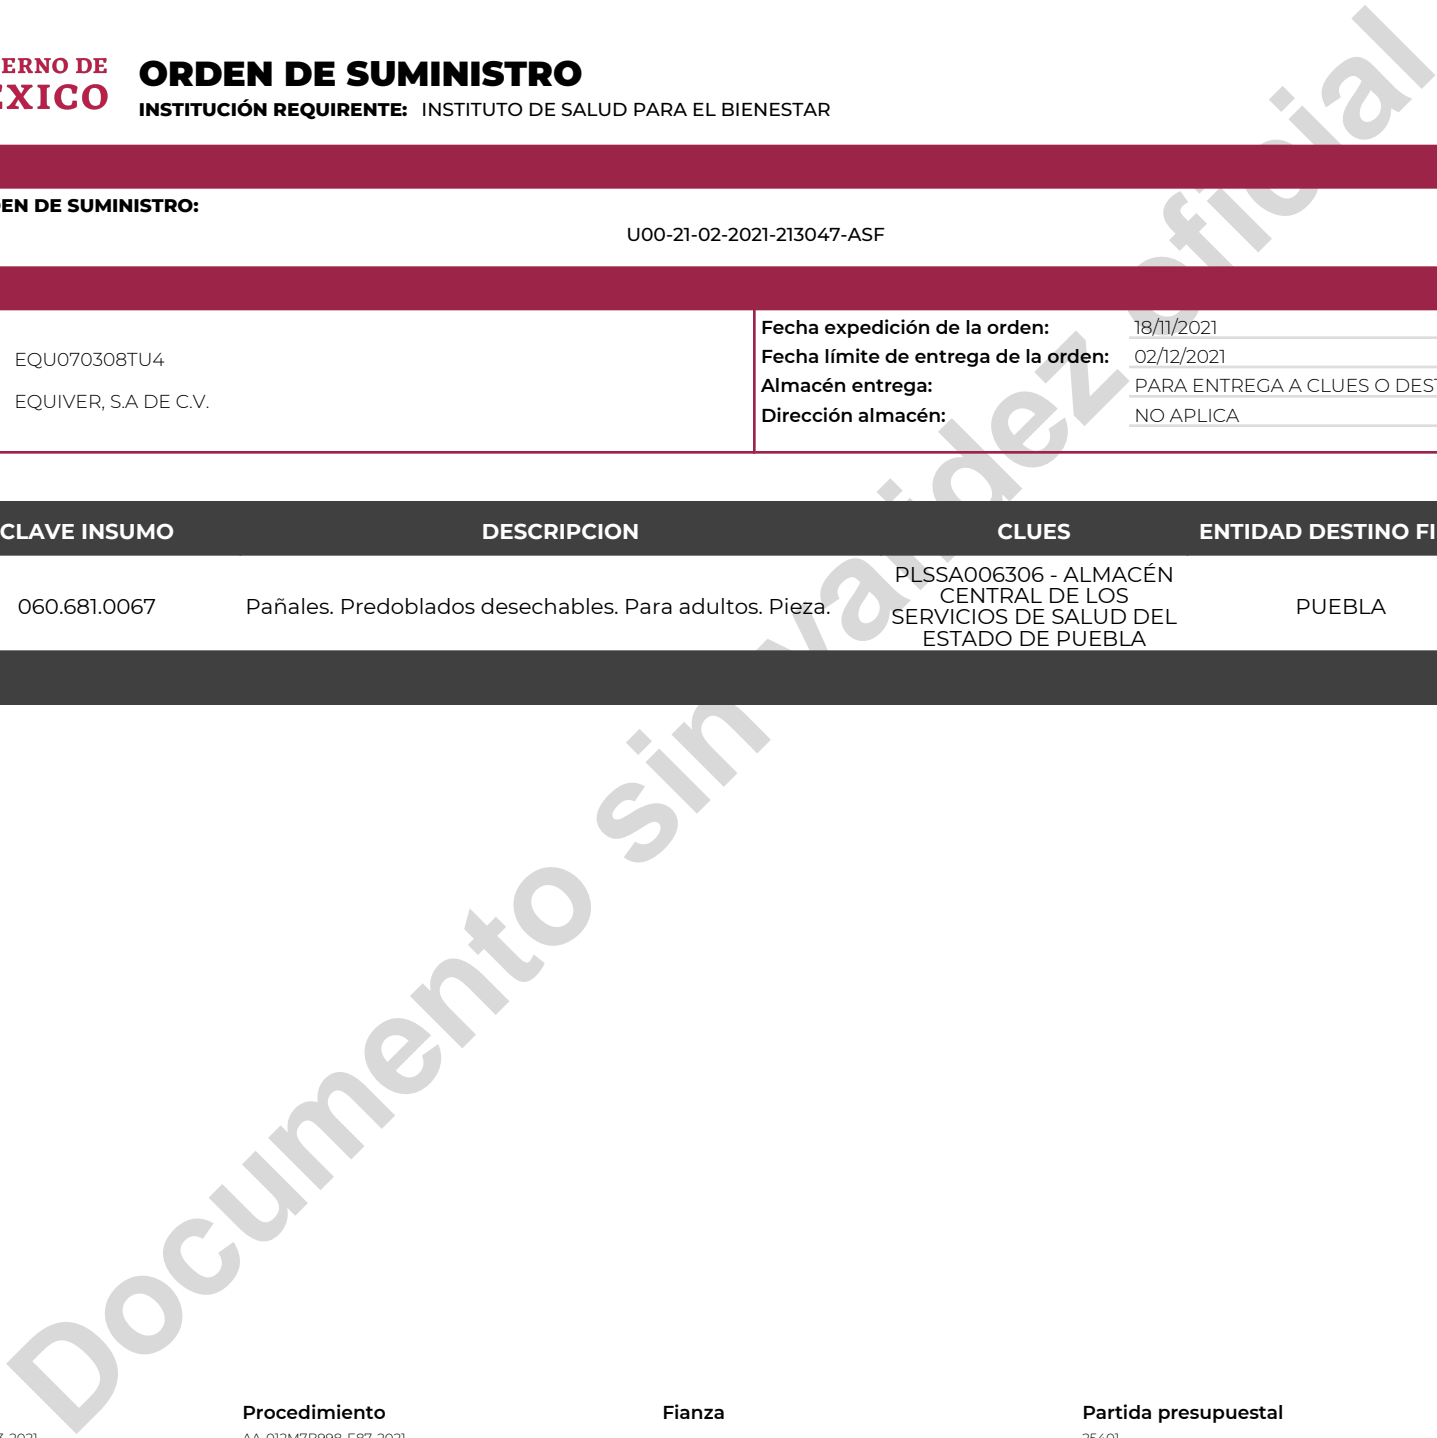 ERNO DE
ORDEN DE SUMINISTRO
INSTITUCIÓN REQUIRENTE: INSTITUTO DE SALUD PARA EL BIENESTAR
EN DE SUMINISTRO:
U00-21-02-2021-213047-ASF
EQU070308TU4
EQUIVER, S.A DE C.V.
Fecha expedición de la orden: 18/11/2021
Fecha límite de entrega de la orden: 02/12/2021
Almacén entrega: PARA ENTREGA A CLUES O DEST
Dirección almacén: NO APLICA
CLAVE INSUMO DESCRIPCION CLUES ENTIDAD DESTINO FI
PLSSA006306 - ALMACÉN
CENTRAL DE LOS
060.681.0067 Pañales. Predoblados desechables. Para adultos. Pieza. SERVICIOS DE SALUD DEL PUEBLA
ESTADO DE PUEBLA
Documento sin validez oficial
Procedimiento Fianza Partida presupuestal